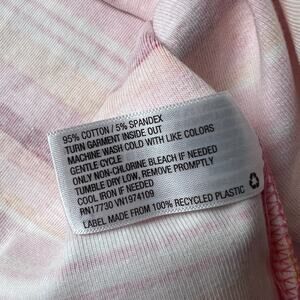 95% COTTON / 5% SPANDEX
TURN GARMENT INSIDE OUT
MACHINE WASH COLD WITH LIKE COLORS
GENTLE CYCLE
ONLY NON-CHLORINE BLEACH IF NEEDED
TUMBLE DRY LOW, REMOVE PROMPTLY
COOL IRON IF NEEDED
RN17730 VN1974109
LABEL MADE FROM 100% RECYCLED PLASTIC